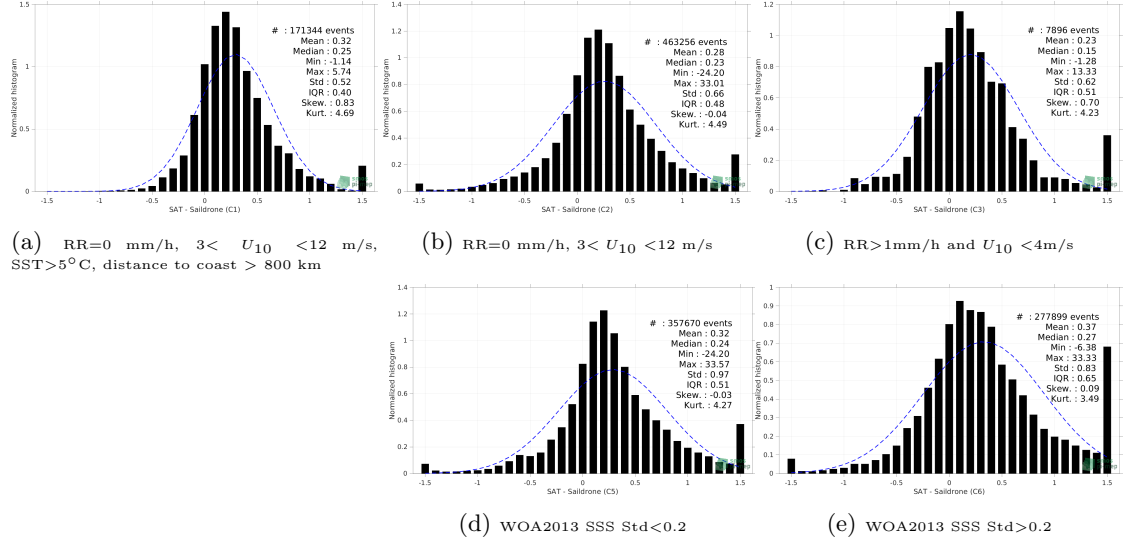 Normalized histogram
1.5
1
0.5
0
-1.5 -1 -0.5 0 0.5 1 1.5
SAT - Saildrone (C1)
# : 171344 events
Mean : 0.32
Median : 0.25
Min : -1.14
Max : 5.74
Std : 0.52
IQR : 0.40
Skew. : 0.83
Kurt. : 4.69
(a) RR=0 mm/h, 3< U10 <12 m/s,
SST>5°C, distance to coast > 800 km
Normalized histogram
1.4
1.2
1
0.8
0.6
0.4
0.2
0
-1.5 -1 -0.5 0 0.5 1 1.5
SAT - Saildrone (C2)
# : 463256 events
Mean : 0.28
Median : 0.23
Min : -24.20
Max : 33.01
Std : 0.66
IQR : 0.48
Skew. : -0.04
Kurt. : 4.49
(b) RR=0 mm/h, 3< U10 <12 m/s
Normalized histogram
1.2
1
0.8
0.6
0.4
0.2
0
-1.5 -1 -0.5 0 0.5 1 1.5
SAT - Saildrone (C3)
# : 7896 events
Mean : 0.23
Median : 0.15
Min : -1.28
Max : 13.33
Std : 0.62
IQR : 0.51
Skew. : 0.70
Kurt. : 4.23
(c) RR>1mm/h and U10 <4m/s
Normalized histogram
1.4
1.2
1
0.8
0.6
0.4
0.2
0
-1.5 -1 -0.5 0 0.5 1 1.5
SAT - Saildrone (C5)
# : 357670 events
Mean : 0.32
Median : 0.24
Min : -24.20
Max : 33.57
Std : 0.97
IQR : 0.51
Skew. : -0.03
Kurt. : 4.27
(d) WOA2013 SSS Std<0.2
Normalized histogram
1
0.9
0.8
0.7
0.6
0.5
0.4
0.3
0.2
0.1
0
-1.5 -1 -0.5 0 0.5 1 1.5
SAT - Saildrone (C6)
# : 277899 events
Mean : 0.37
Median : 0.27
Min : -6.38
Max : 33.33
Std : 0.83
IQR : 0.65
Skew. : 0.09
Kurt. : 3.49
(e) WOA2013 SSS Std>0.2